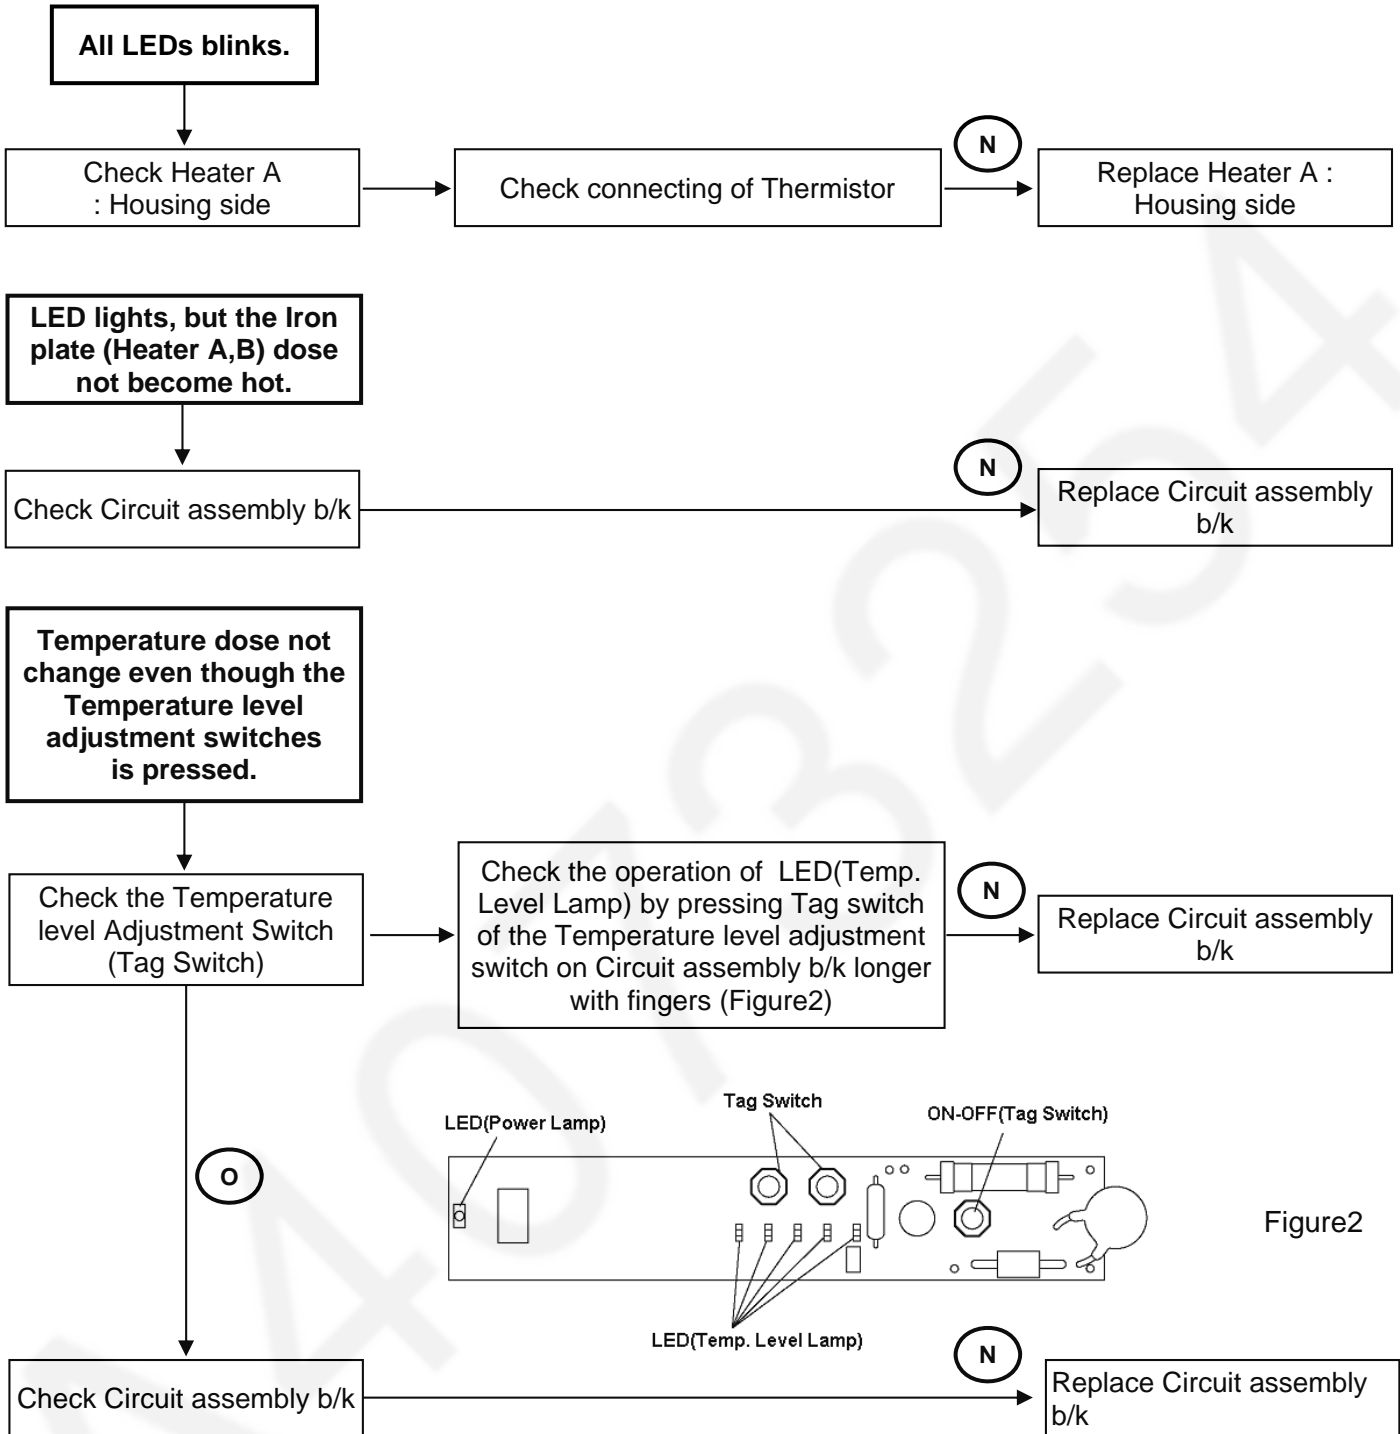 All LEDs blinks.
N
Check Heater A
: Housing side
Check connecting of Thermistor
Replace Heater A :
Housing side
LED lights, but the Iron
plate (Heater A,B) dose
not become hot.
N
Check Circuit assembly b/k
Replace Circuit assembly
b/k
Temperature dose not
change even though the
Temperature level
adjustment switches
is pressed.
Check the Temperature
level Adjustment Switch
(Tag Switch)
Check the operation of LED(Temp.
Level Lamp) by pressing Tag switch
of the Temperature level adjustment
switch on Circuit assembly b/k longer
with fingers (Figure2)
N
Replace Circuit assembly
b/k
O
LED(Power Lamp)
Tag Switch
ON-OFF(Tag Switch)
LED(Temp. Level Lamp)
Figure2
N
Check Circuit assembly b/k
Replace Circuit assembly
b/k